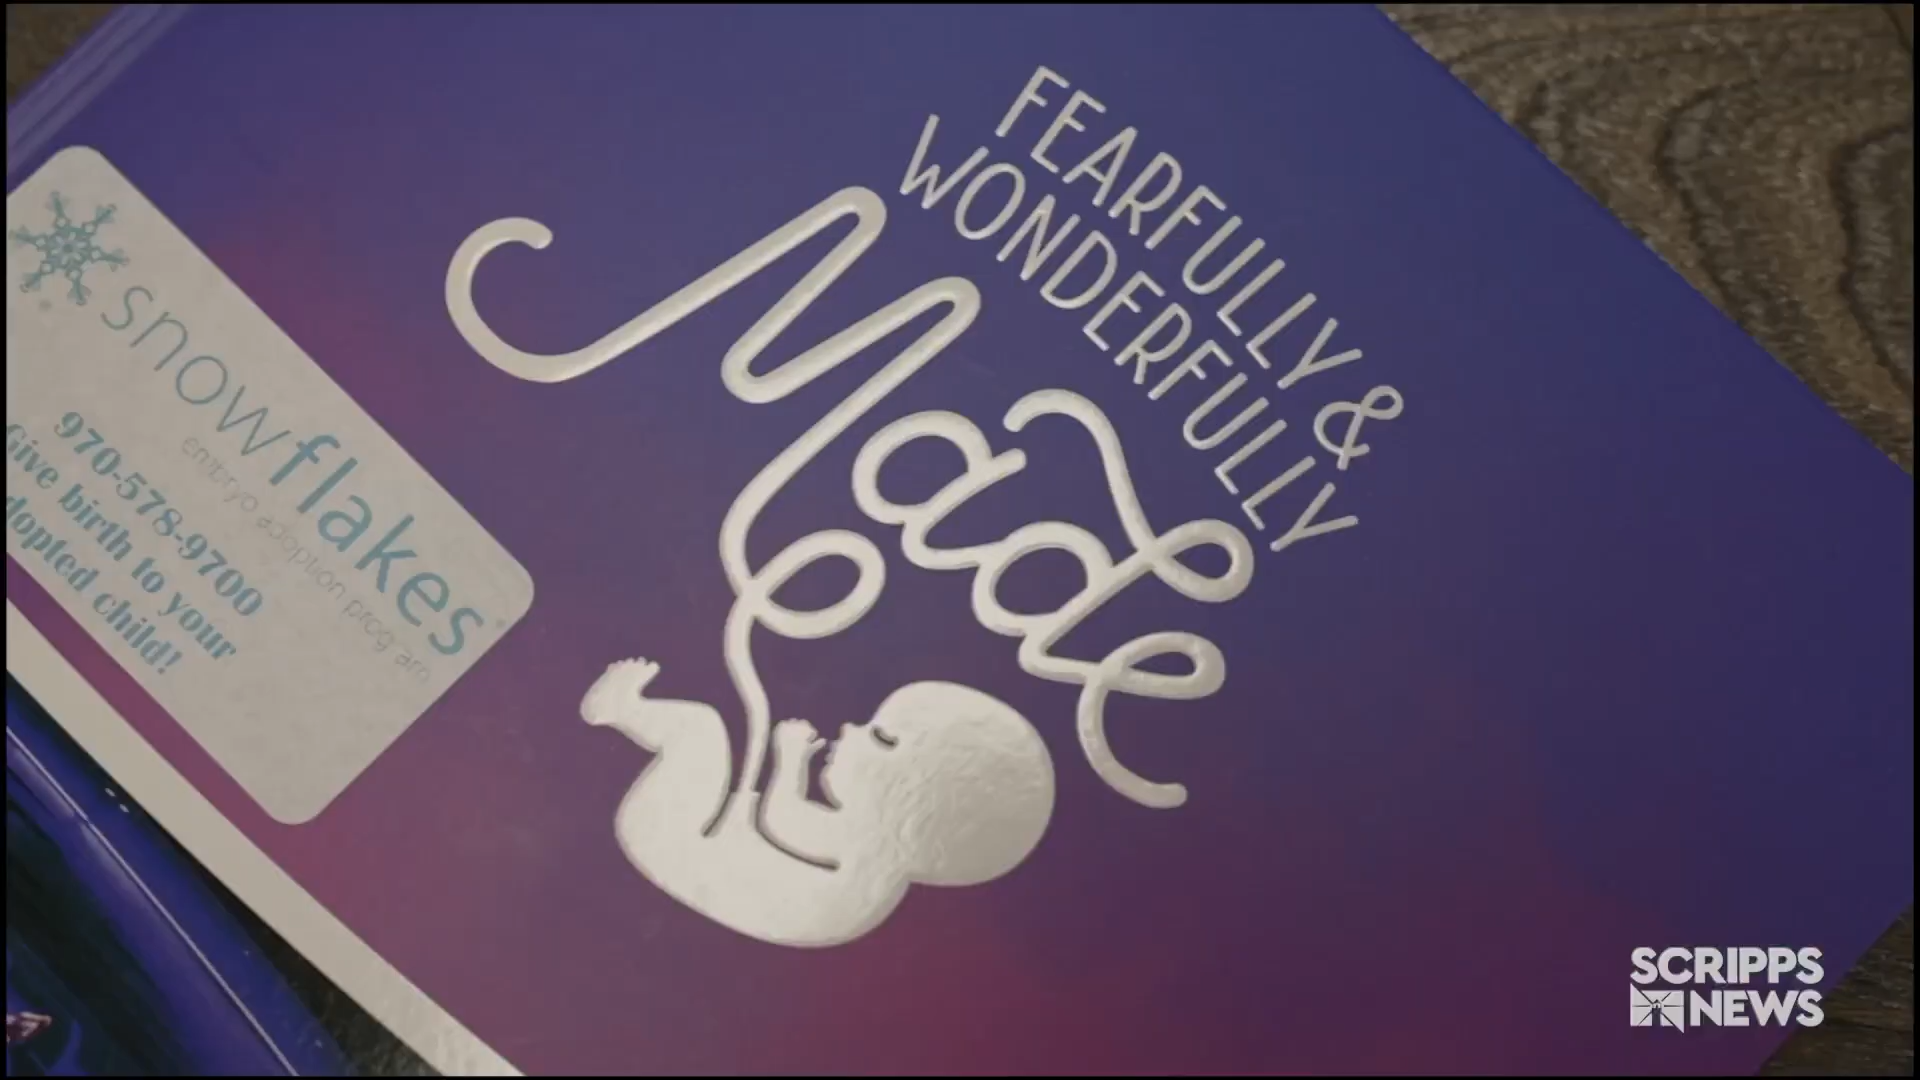 FEARFULLY &
WONDERFULLY
Made
snowflakes
embryo adoption program
970-578-9700
Give birth to your
dopted child!
SCRIPPS
NEWS